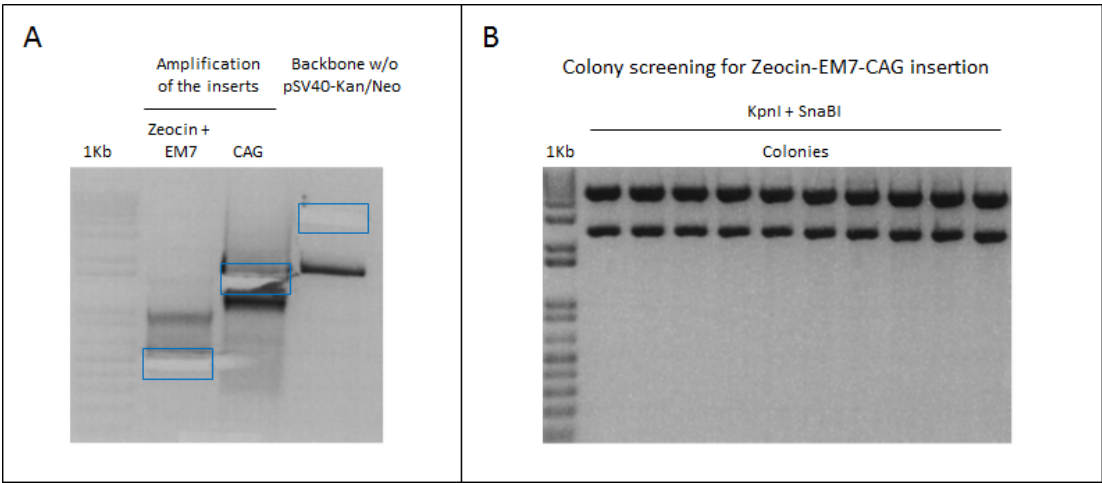 A
Amplification
of the inserts
Backbone w/o
pSV40-Kan/Neo
Zeocin +
EM7
1Kb
CAG
B
Colony screening for Zeocin-EM7-CAG insertion
KpnI + SnaBI
1Kb
Colonies